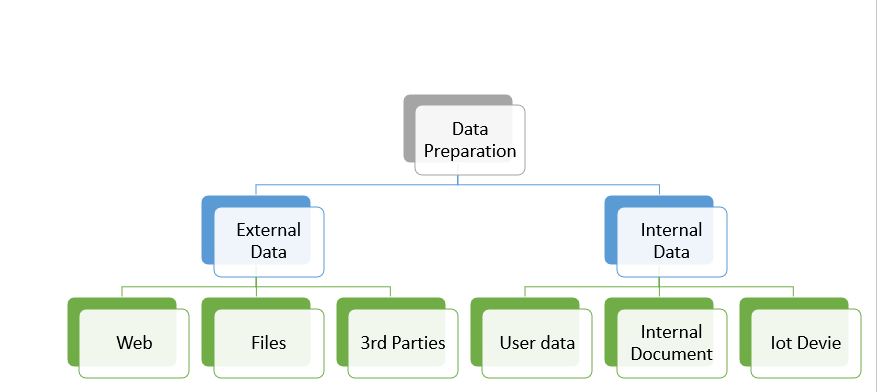 Data
Preparation
External
Data
Internal
Data
Web
Files
3rd Parties
User data
Internal
Document
Iot Devie